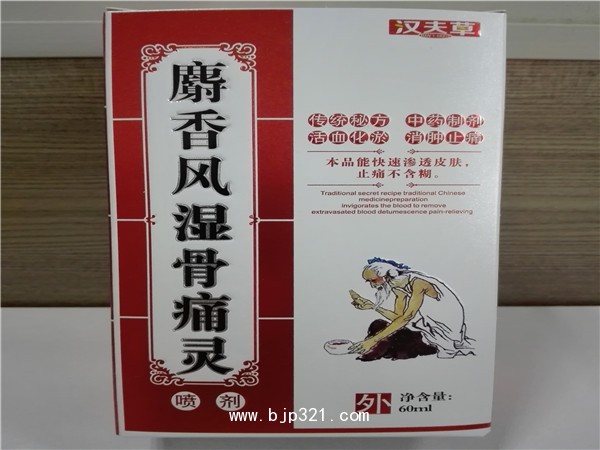 汉夫草
麝香风湿骨痛灵
喷剂
传统秘方 中药制剂
活血化淤 消肿止痛
本品能快速渗透皮肤，
止痛不含糊。
Traditional secret recipe traditional Chinese
medicinepreparation
invigorates the blood to remove
extravasated blood detumescence pain-relieving
外
净含量：
60ml
www.bjp321.com